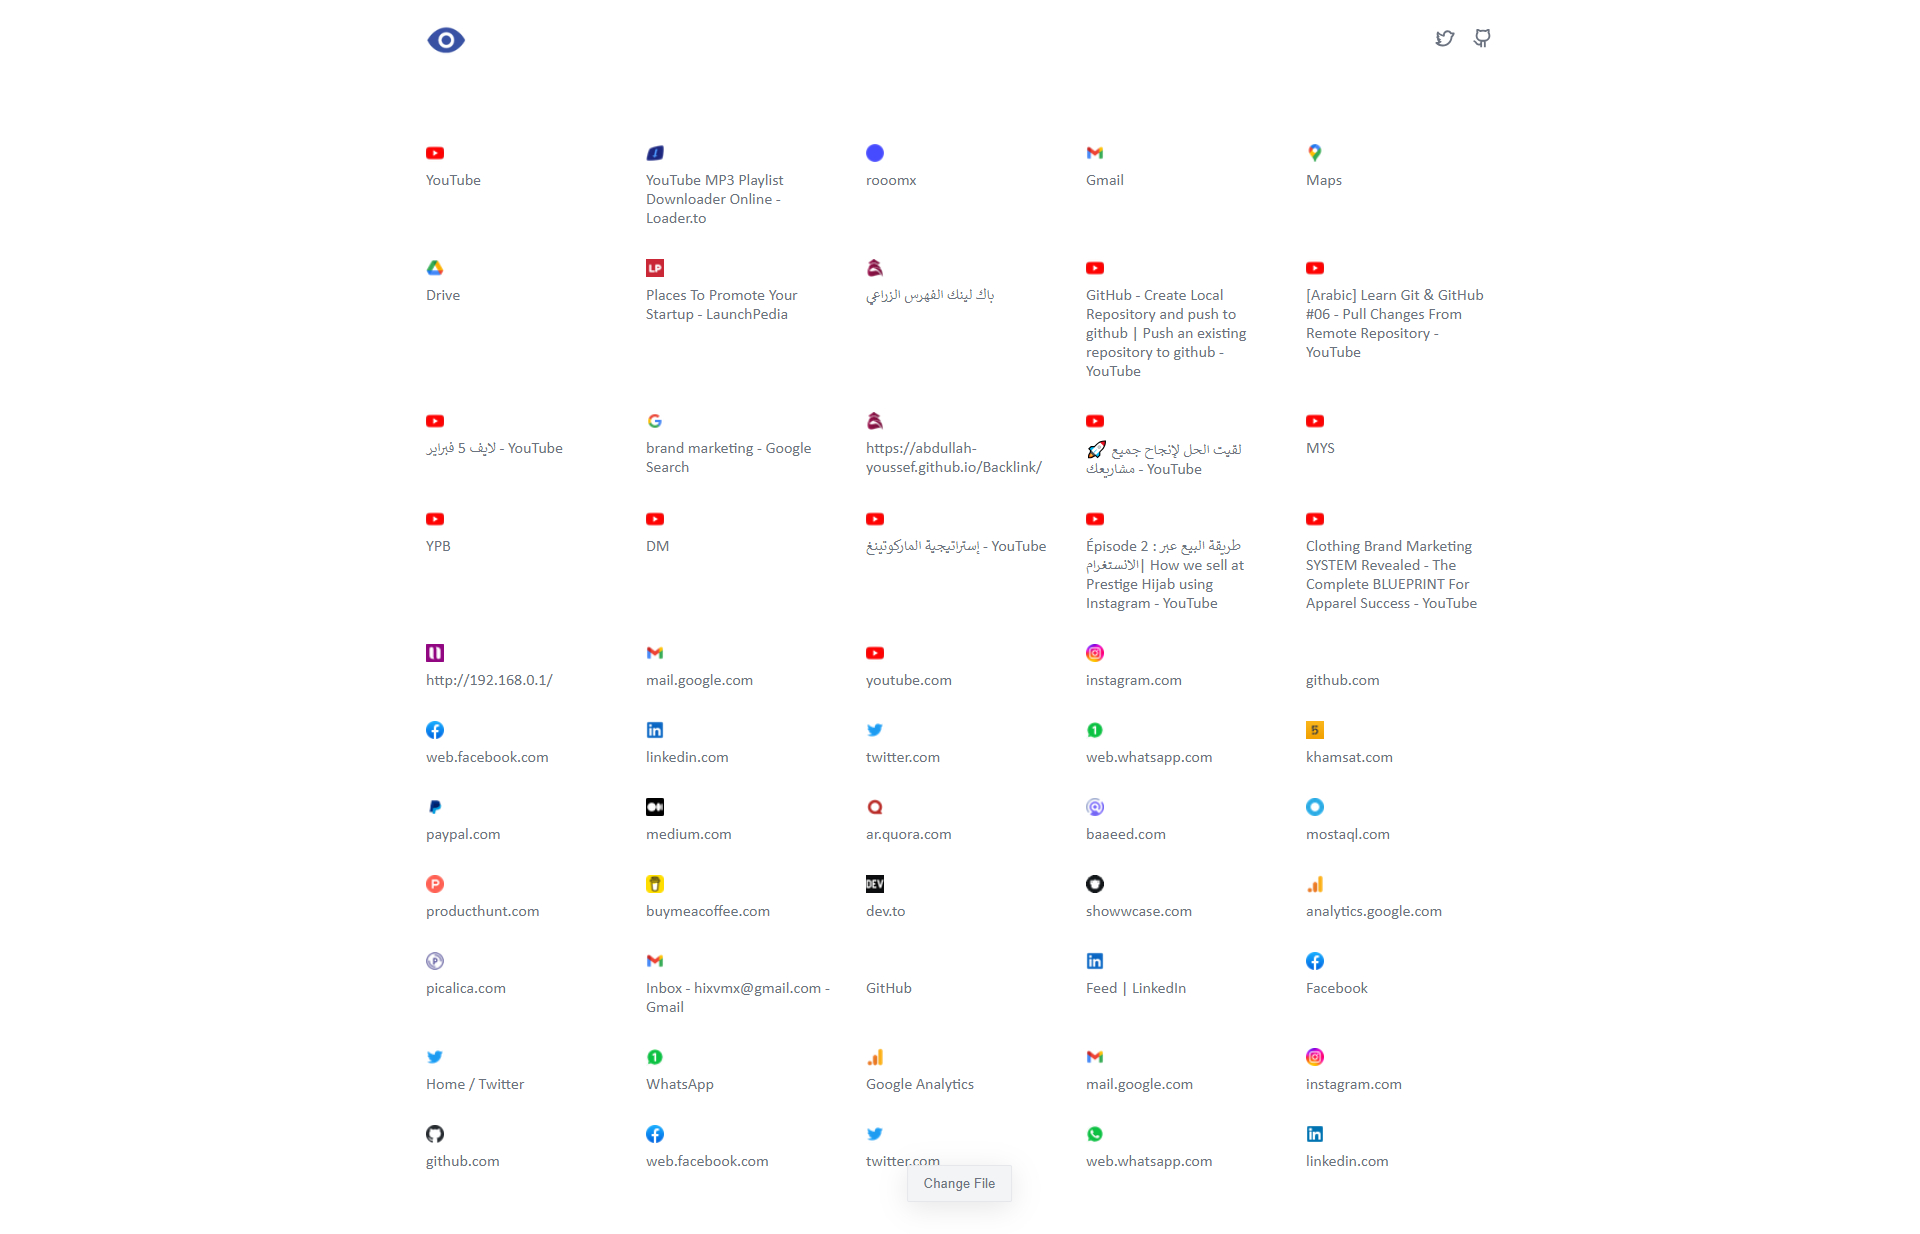 YouTube
YouTube MP3 Playlist
Downloader Online -
Loader.to
rooomx
Gmail
Maps
Drive
LP
Places To Promote Your
Startup - LaunchPedia
باك لينك الفهرس الزراعي
GitHub - Create Local
Repository and push to
github | Push an existing
repository to github -
YouTube
[Arabic] Learn Git & GitHub
#06 - Pull Changes From
Remote Repository -
YouTube
لايف 5 فبراير - YouTube
brand marketing - Google
Search
https://abdullah-
youssef.github.io/Backlink/
🚀 لقيت الحل لإنجاح جميع
مشاريعك - YouTube
MYS
YPB
DM
إستراتيجية الماركوتينغ - YouTube
Épisode 2 : طريقة البيع عبر
الانستغرام| How we sell at
Prestige Hijab using
Instagram - YouTube
Clothing Brand Marketing
SYSTEM Revealed - The
Complete BLUEPRINT For
Apparel Success - YouTube
http://192.168.0.1/
mail.google.com
youtube.com
instagram.com
github.com
web.facebook.com
linkedin.com
twitter.com
1
web.whatsapp.com
5
khamsat.com
paypal.com
medium.com
ar.quora.com
baaeed.com
mostaql.com
P
producthunt.com
buymeacoffee.com
DEV
dev.to
showwcase.com
analytics.google.com
picalica.com
Inbox - hixvmx@gmail.com -
Gmail
GitHub
Feed | LinkedIn
Facebook
Home / Twitter
1
WhatsApp
Google Analytics
mail.google.com
instagram.com
github.com
web.facebook.com
twitter.com
web.whatsapp.com
linkedin.com
Change File